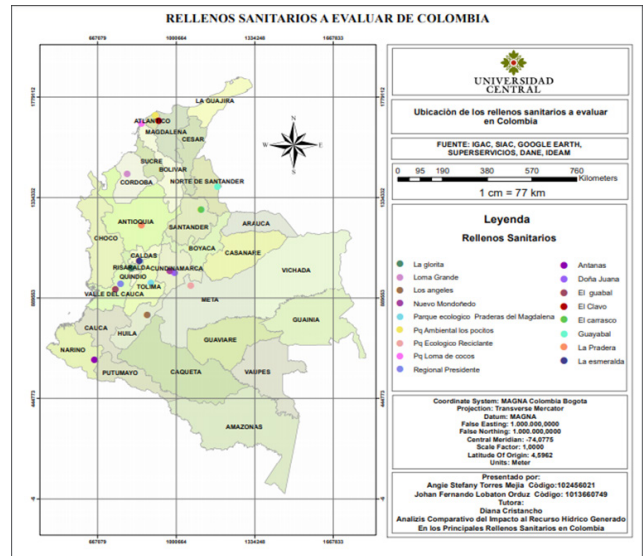 RELLENOS SANITARIOS A EVALUAR DE COLOMBIA
667079 1000664 1334249 1667833
1779112
1334332
889553
444773
-6
LA GUAJIRA
ATLANTICO
MAGDALENA
CESAR
SUCRE
BOLIVAR
CORDOBA
NORTE DE SANTANDER
ANTIOQUIA
SANTANDER
ARAUCA
CHOCO
BOYACA
CASANARE
CALDAS
RISARALDA
CUNDINAMARCA
QUINDIO
TOLIMA
VICHADA
VALLE DEL CAUCA
META
GUAINIA
CAUCA
HUILA
GUAVIARE
NARINO
PUTUMAYO
CAQUETA
VAUPES
AMAZONAS
N
W E
S
UNIVERSIDAD
CENTRAL
Ubicación de los rellenos sanitarios a evaluar
en Colombia
FUENTE: IGAC, SIAC, GOOGLE EARTH,
SUPERSERVICIOS, DANE, IDEAM
0 95 190 380 570 760
Kilometers
1 cm = 77 km
Leyenda
Rellenos Sanitarios
La glorita
Loma Grande
Los angeles
Nuevo Mondoñedo
Parque ecologico Praderas del Magdalena
Pq Ambiental los pocitos
Pq Ecologico Reciclante
Pq Loma de cocos
Regional Presidente
Antanas
Doña Juana
El guabal
El Clavo
El carrasco
Guayabal
La Pradera
La esmeralda
Coordinate System: MAGNA Colombia Bogota
Projection: Transverse Mercator
Datum: MAGNA
False Easting: 1.000.000,0000
False Northing: 1.000.000,0000
Central Meridian: -74,0775
Scale Factor: 1,0000
Latitude Of Origin: 4,5962
Units: Meter
Presentado por:
Angie Stefany Torres Mejia Código:102456021
Johan Fernando Lobaton Orduz Código: 1013660749
Tutora:
Diana Cristancho
Analizis Comparativo del Impacto al Recurso Hídrico Generado
En los Principales Rellenos Sanitarios en Colombia